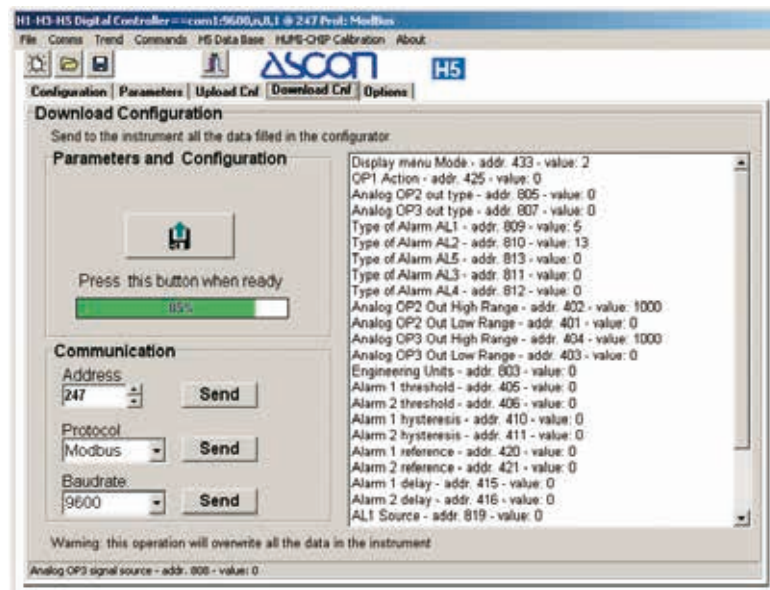 H1-H3-H5 Digital Controller==com1:9600,n,8,1 @ 247 Prot: Modbus
File Comms Trend Commands H5 Data Base HUMS-CHIP Calibration About
ASCON H5
Configuration Parameters Upload Cnf Download Cnf Options
Download Configuration
Send to the instrument all the data filled in the configurator
Parameters and Configuration
Press this button when ready
85%
Communication
Address
247 Send
Protocol
Modbus Send
Baudrate
9600 Send
Display menu Mode - addr. 433 - value: 2
OP1 Action - addr. 425 - value: 0
Analog OP2 out type - addr. 805 - value: 0
Analog OP3 out type - addr. 807 - value: 0
Type of Alarm AL1 - addr. 809 - value: 5
Type of Alarm AL2 - addr. 810 - value: 13
Type of Alarm AL5 - addr. 813 - value: 0
Type of Alarm AL3 - addr. 811 - value: 0
Type of Alarm AL4 - addr. 812 - value: 0
Analog OP2 Out High Range - addr. 402 - value: 1000
Analog OP2 Out Low Range - addr. 401 - value: 0
Analog OP3 Out High Range - addr. 404 - value: 1000
Analog OP3 Out Low Range - addr. 403 - value: 0
Engineering Units - addr. 803 - value: 0
Alarm 1 threshold - addr. 405 - value: 0
Alarm 2 threshold - addr. 406 - value: 0
Alarm 1 hysteresis - addr. 410 - value: 0
Alarm 2 hysteresis - addr. 411 - value: 0
Alarm 1 reference - addr. 420 - value: 0
Alarm 2 reference - addr. 421 - value: 0
Alarm 1 delay - addr. 415 - value: 0
Alarm 2 delay - addr. 416 - value: 0
AL1 Source - addr. 819 - value: 0
Warning: this operation will overwrite all the data in the instrument
Analog OP3 signal source - addr. 808 - value: 0